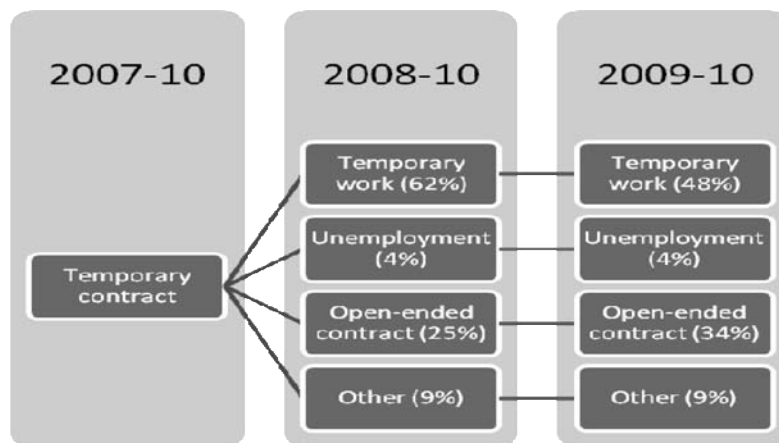 2007-10
2008-10
2009-10
Temporary
contract
Temporary
work (62%)
Unemployment
(4%)
Open-ended
contract (25%)
Other (9%)
Temporary
work (48%)
Unemployment
(4%)
Open-ended
contract (34%)
Other (9%)